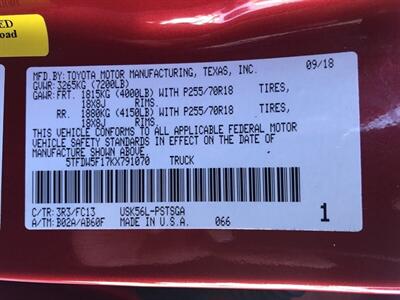 ED
oad
MFD.BY:TOYOTA MOTOR MANUFACTURING, TEXAS, INC. 09/18
GVWR:3265KG (7200LB)
GAWR:FRT. 1815KG (4000LB) WITH P255/70R18 TIRES,
18X8J RIMS.
RR. 1880KG (4150LB) WITH P255/70R18 TIRES,
18X8J RIMS.
THIS VEHICLE CONFORMS TO ALL APPLICABLE FEDERAL MOTOR
VEHICLE SAFETY STANDARDS IN EFFECT ON THE DATE OF
MANUFACTURE SHOWN ABOVE.
5TFDW5F17KX791070 TRUCK
C/TR: 3R3/FC13 USK56L-PSTSGA
A/TM: B02A/AB60F MADE IN U.S.A. 066 1